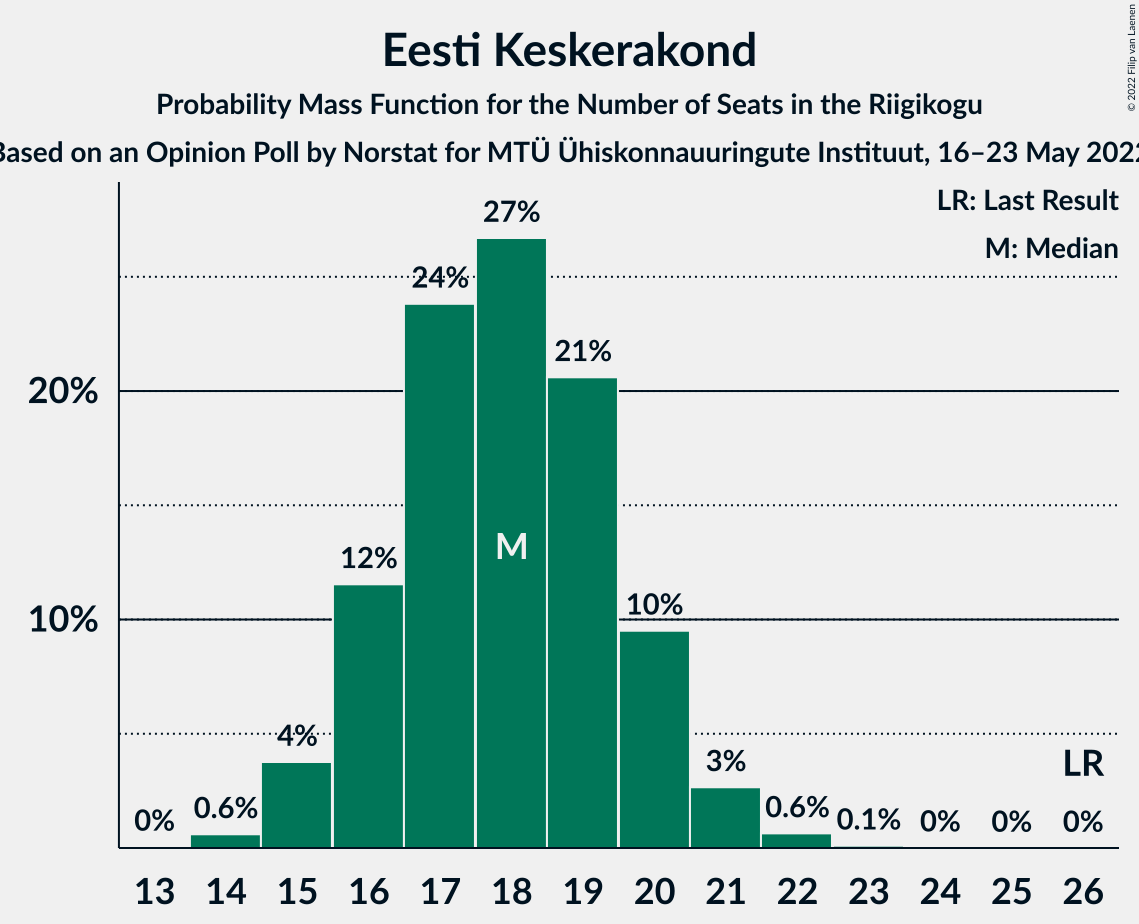 Eesti Keskerakond
Probability Mass Function for the Number of Seats in the Riigikogu
Based on an Opinion Poll by Norstat for MTÜ Ühiskonnauuringute Instituut, 16–23 May 2022
© 2022 Filip van Laenen
LR: Last Result
M: Median
27%
24%
21%
20%
12%
M
10%
10%
4%
3%
LR
0%
0.6%
0.6%
0.1%
0%
0%
0%
13 14 15 16 17 18 19 20 21 22 23 24 25 26